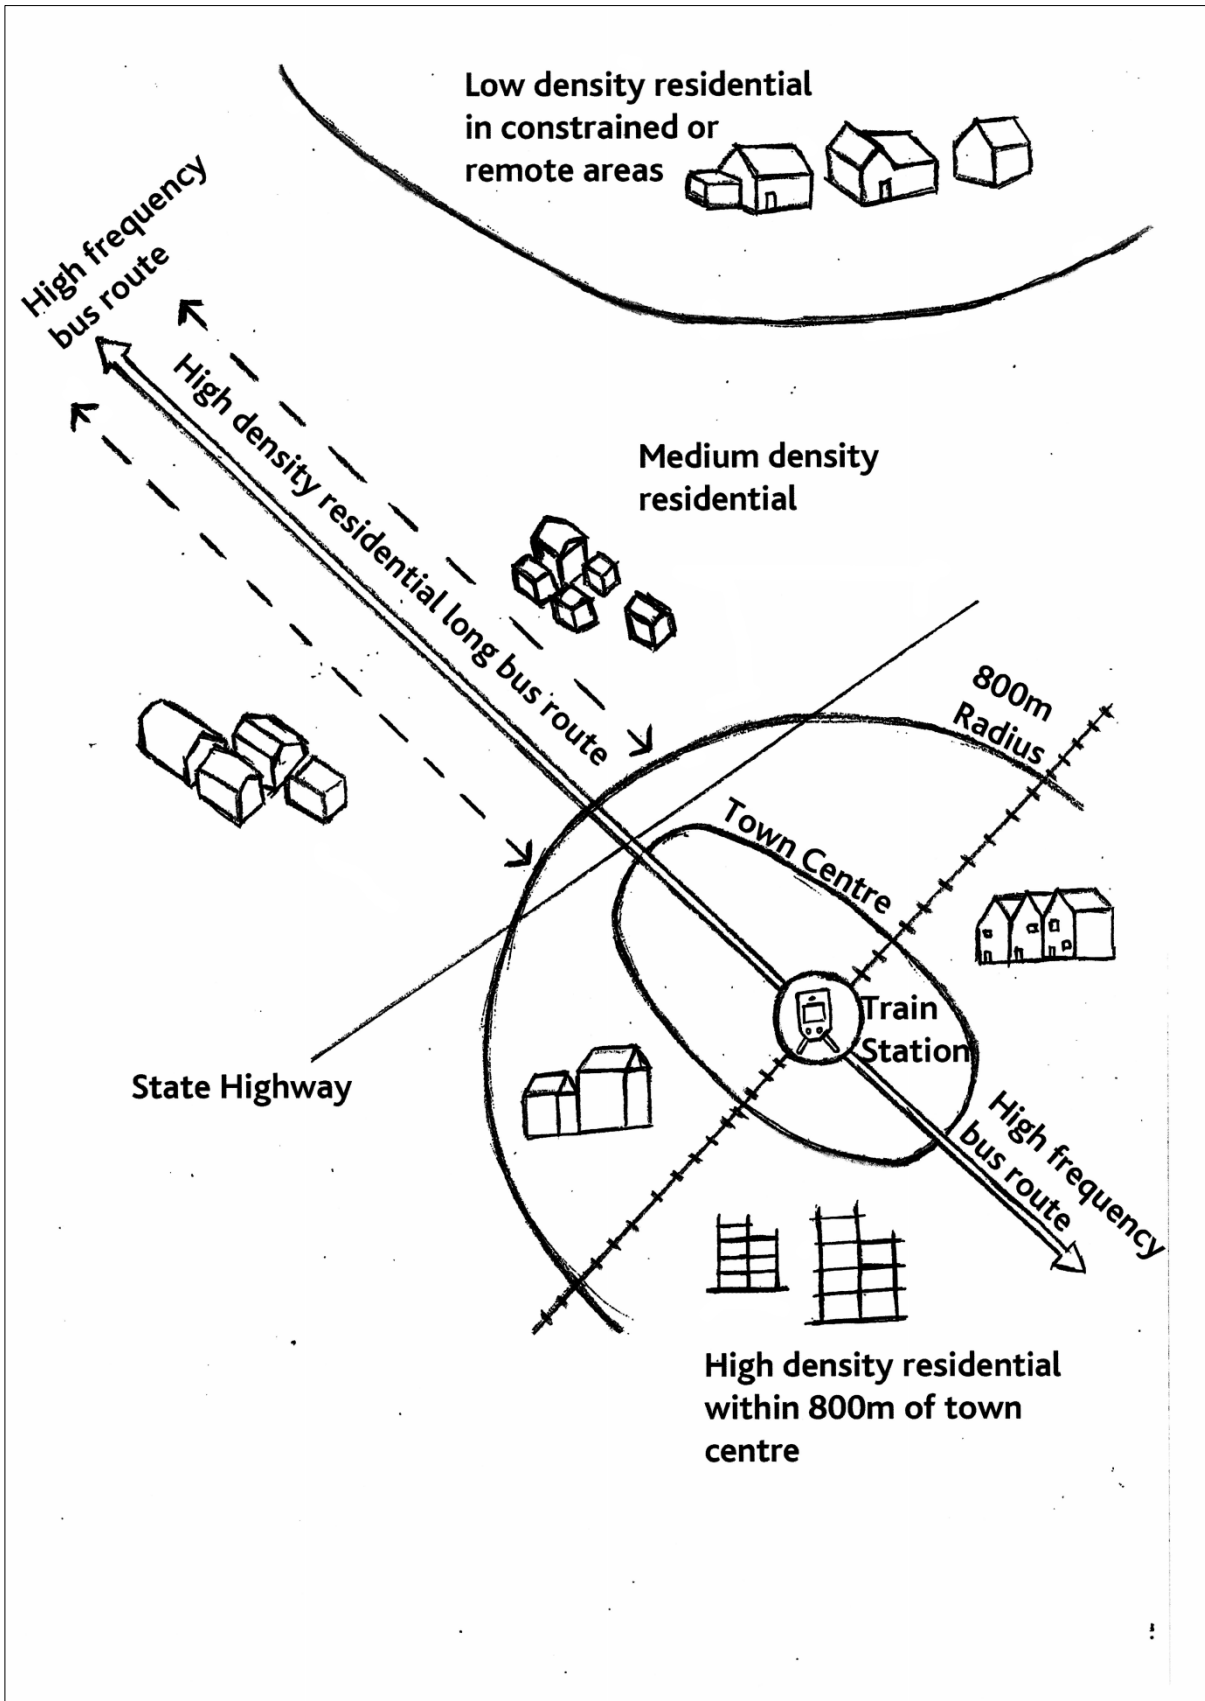 Low density residential
in constrained or
remote areas
High frequency
bus route
High density residential long bus route
Medium density
residential
800m
Radius
Town Centre
Train
Station
State Highway
High frequency
bus route
High density residential
within 800m of town
centre